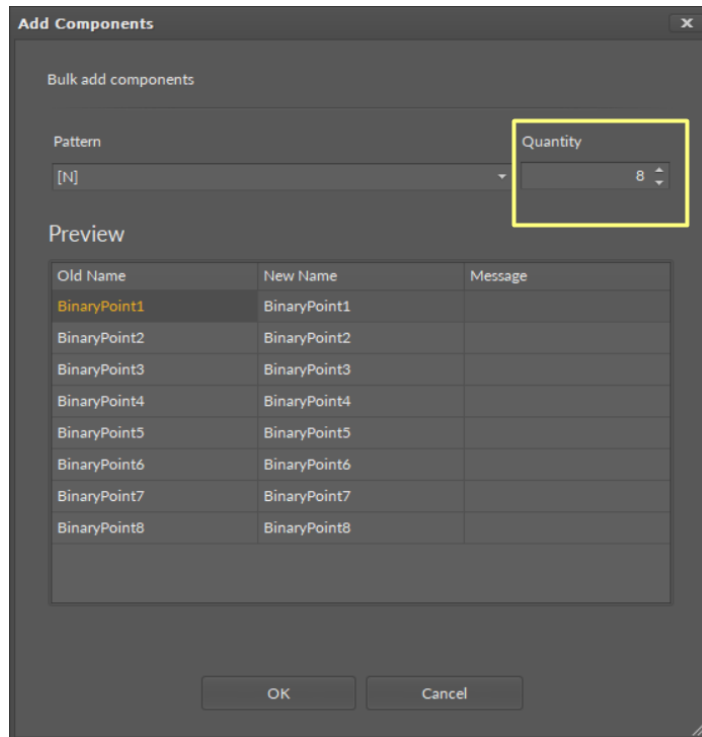 Add Components
Bulk add components
Pattern Quantity
[N] 8
Preview
Old Name New Name Message
BinaryPoint1 BinaryPoint1
BinaryPoint2 BinaryPoint2
BinaryPoint3 BinaryPoint3
BinaryPoint4 BinaryPoint4
BinaryPoint5 BinaryPoint5
BinaryPoint6 BinaryPoint6
BinaryPoint7 BinaryPoint7
BinaryPoint8 BinaryPoint8
OK Cancel